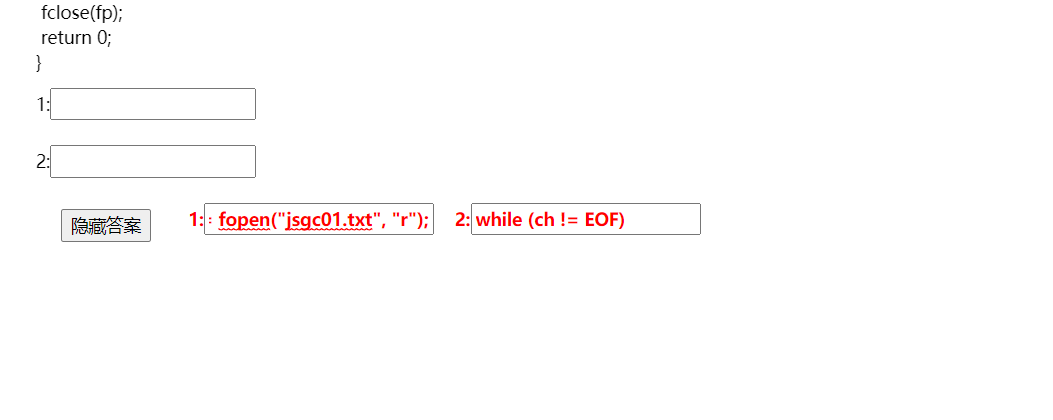 fclose(fp);
return 0;
}
1:
2:
隐藏答案 1: fopen("jsgc01.txt", "r"); 2: while (ch != EOF)